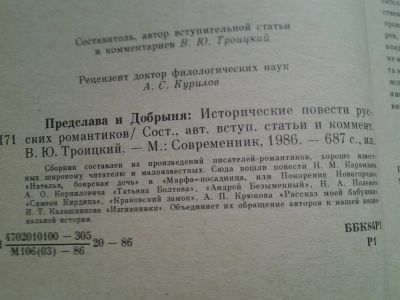 Составитель, автор вступительной статьи
и комментариев В. Ю. Троицкий
Рецензент доктор филологических наук
А. С. Курилов
Предслава и Добрыня: Исторические повести рус-
П71 ских романтиков/ Сост., авт. вступ. статьи и коммент.
В. Ю. Троицкий. — М.: Современник, 1986. — 687 с., ил.
Сборник составлен из произведений писателей-романтиков, хорошо извест-
ных широкому читателю и малоизвестных. Сюда вошли повести Н. М. Карамзина
«Наталья, боярская дочь» и «Марфа-посадница, или Покорение Новагорода»,
А. О. Корниловича «Татьяна Болтова», «Андрей Безыменный», Н. А. Полевого
«Симеон Кирдяпа», «Краковский замок», А. П. Крюкова «Рассказ моей бабушки»,
И. Т. Калашникова «Изгнанники». Объединяет их обращение авторов к нашей нацио-
нальной истории.
4702010100 — 305
М106(03) — 86
20 — 86
ББК84Р1
Р1